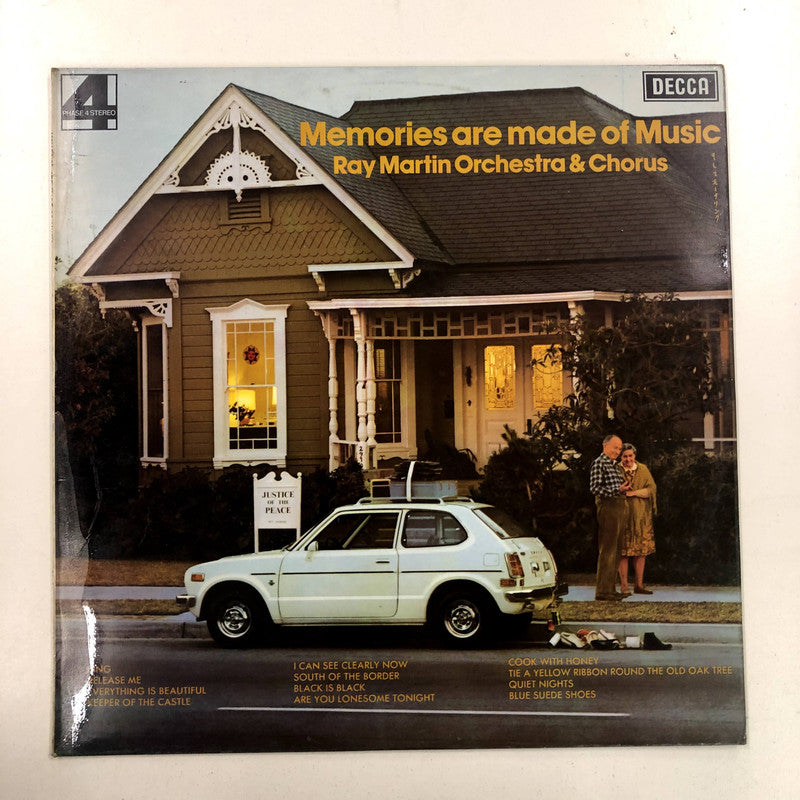 4
PHASE 4 STEREO
DECCA
Memories are made of Music
Ray Martin Orchestra & Chorus
JUSTICE
OF THE
PEACE
I CAN SEE CLEARLY NOW
SOUTH OF THE BORDER
BLACK IS BLACK
ARE YOU LONESOME TONIGHT
COOK WITH HONEY
TIE A YELLOW RIBBON ROUND THE OLD OAK TREE
QUIET NIGHTS
BLUE SUEDE SHOES
RELEASE ME
EVERYTHING IS BEAUTIFUL
KEEPER OF THE CASTLE